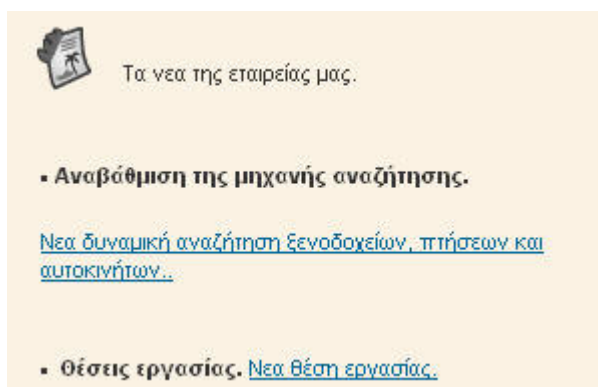 Τα νεα της εταιρείας μας.
▪ Αναβάθμιση της μηχανής αναζήτησης.
Νεα δυναμική αναζήτηση ξενοδοχείων, πτήσεων και
αυτοκινήτων..
▪ Θέσεις εργασίας. Νεα θέση εργασίας.